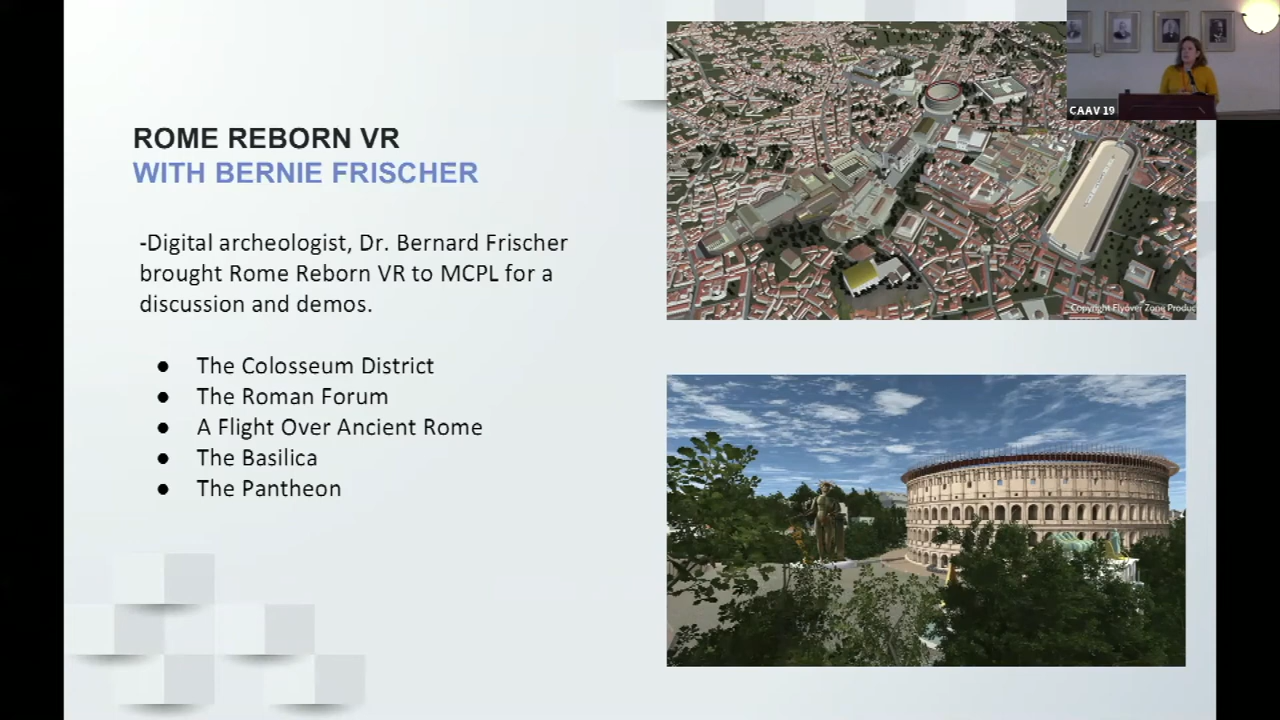 ROME REBORN VR
WITH BERNIE FRISCHER
-Digital archeologist, Dr. Bernard Frischer
brought Rome Reborn VR to MCPL for a
discussion and demos.
● The Colosseum District
● The Roman Forum
● A Flight Over Ancient Rome
● The Basilica
● The Pantheon
CAAV 19
Copyright Flyover Zone Produc